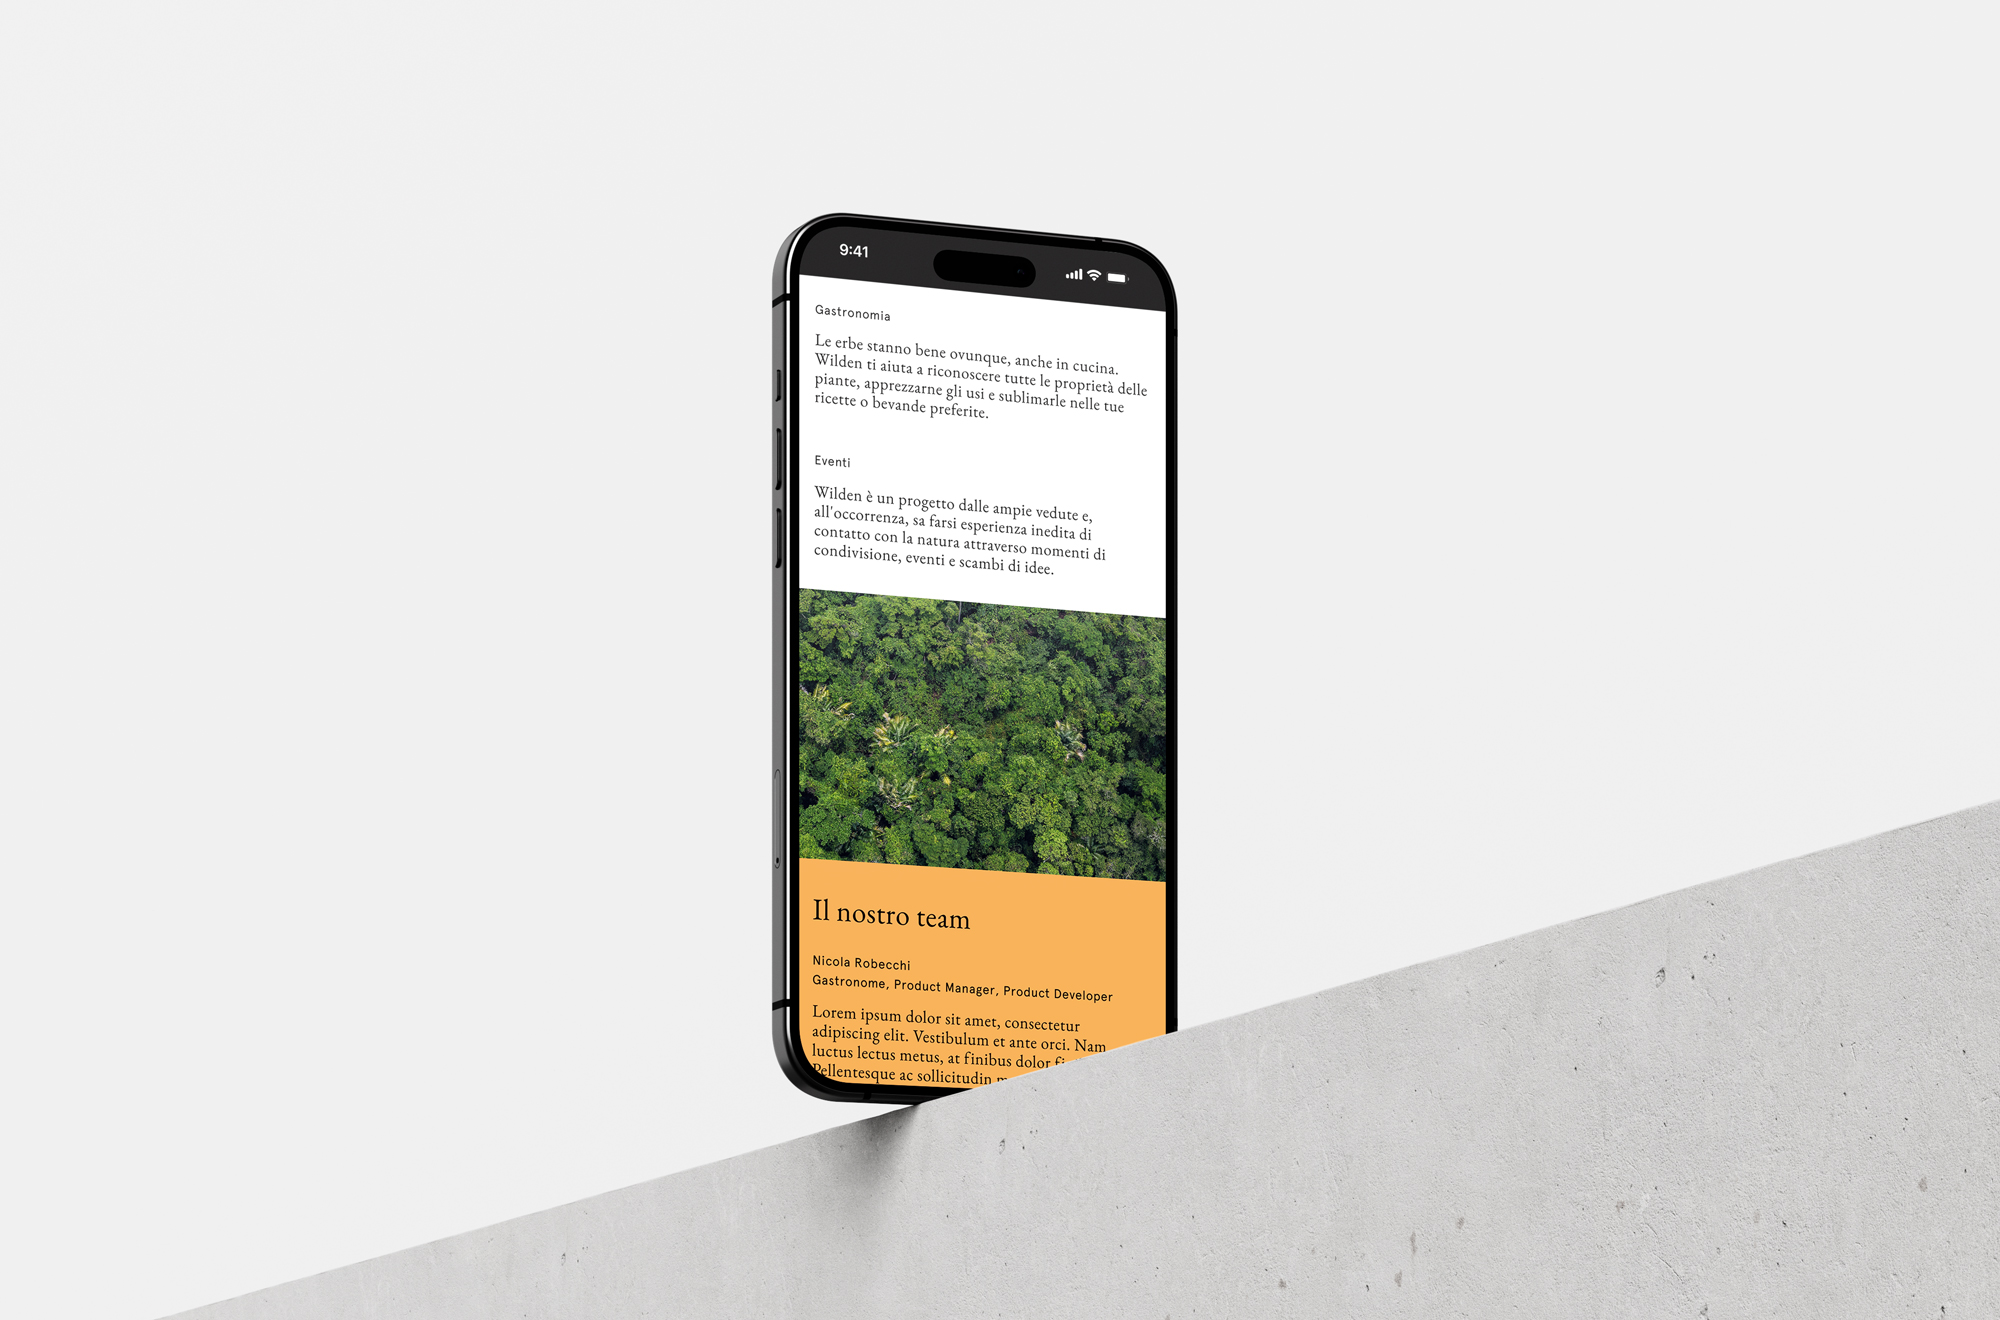 9:41
Gastronomia
Le erbe stanno bene ovunque, anche in cucina.
Wilden ti aiuta a riconoscere tutte le proprietà delle
piante, apprezzarne gli usi e sublimarle nelle tue
ricette o bevande preferite.
Eventi
Wilden è un progetto dalle ampie vedute e,
all'occorrenza, sa farsi esperienza inedita di
contatto con la natura attraverso momenti di
condivisione, eventi e scambi di idee.
Il nostro team
Nicola Robecchi
Gastronome, Product Manager, Product Developer
Lorem ipsum dolor sit amet, consectetur
adipiscing elit. Vestibulum et ante orci. Nam
luctus lectus metus, at finibus dolor
Pellentesque ac sollicitudin